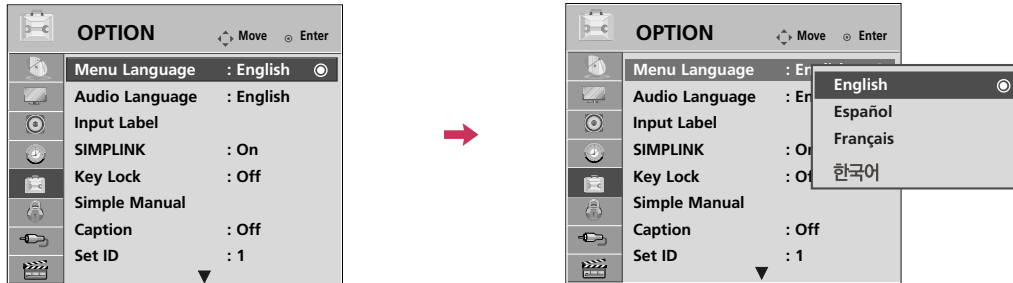 OPTION
Move
Enter
Menu Language : English
Audio Language : English
Input Label
SIMPLINK : On
Key Lock : Off
Simple Manual
Caption : Off
Set ID : 1
OPTION
Move
Enter
Menu Language
Audio Language
Input Label
SIMPLINK
Key Lock
Simple Manual
Caption : Off
Set ID : 1
English
Español
Français
한국어